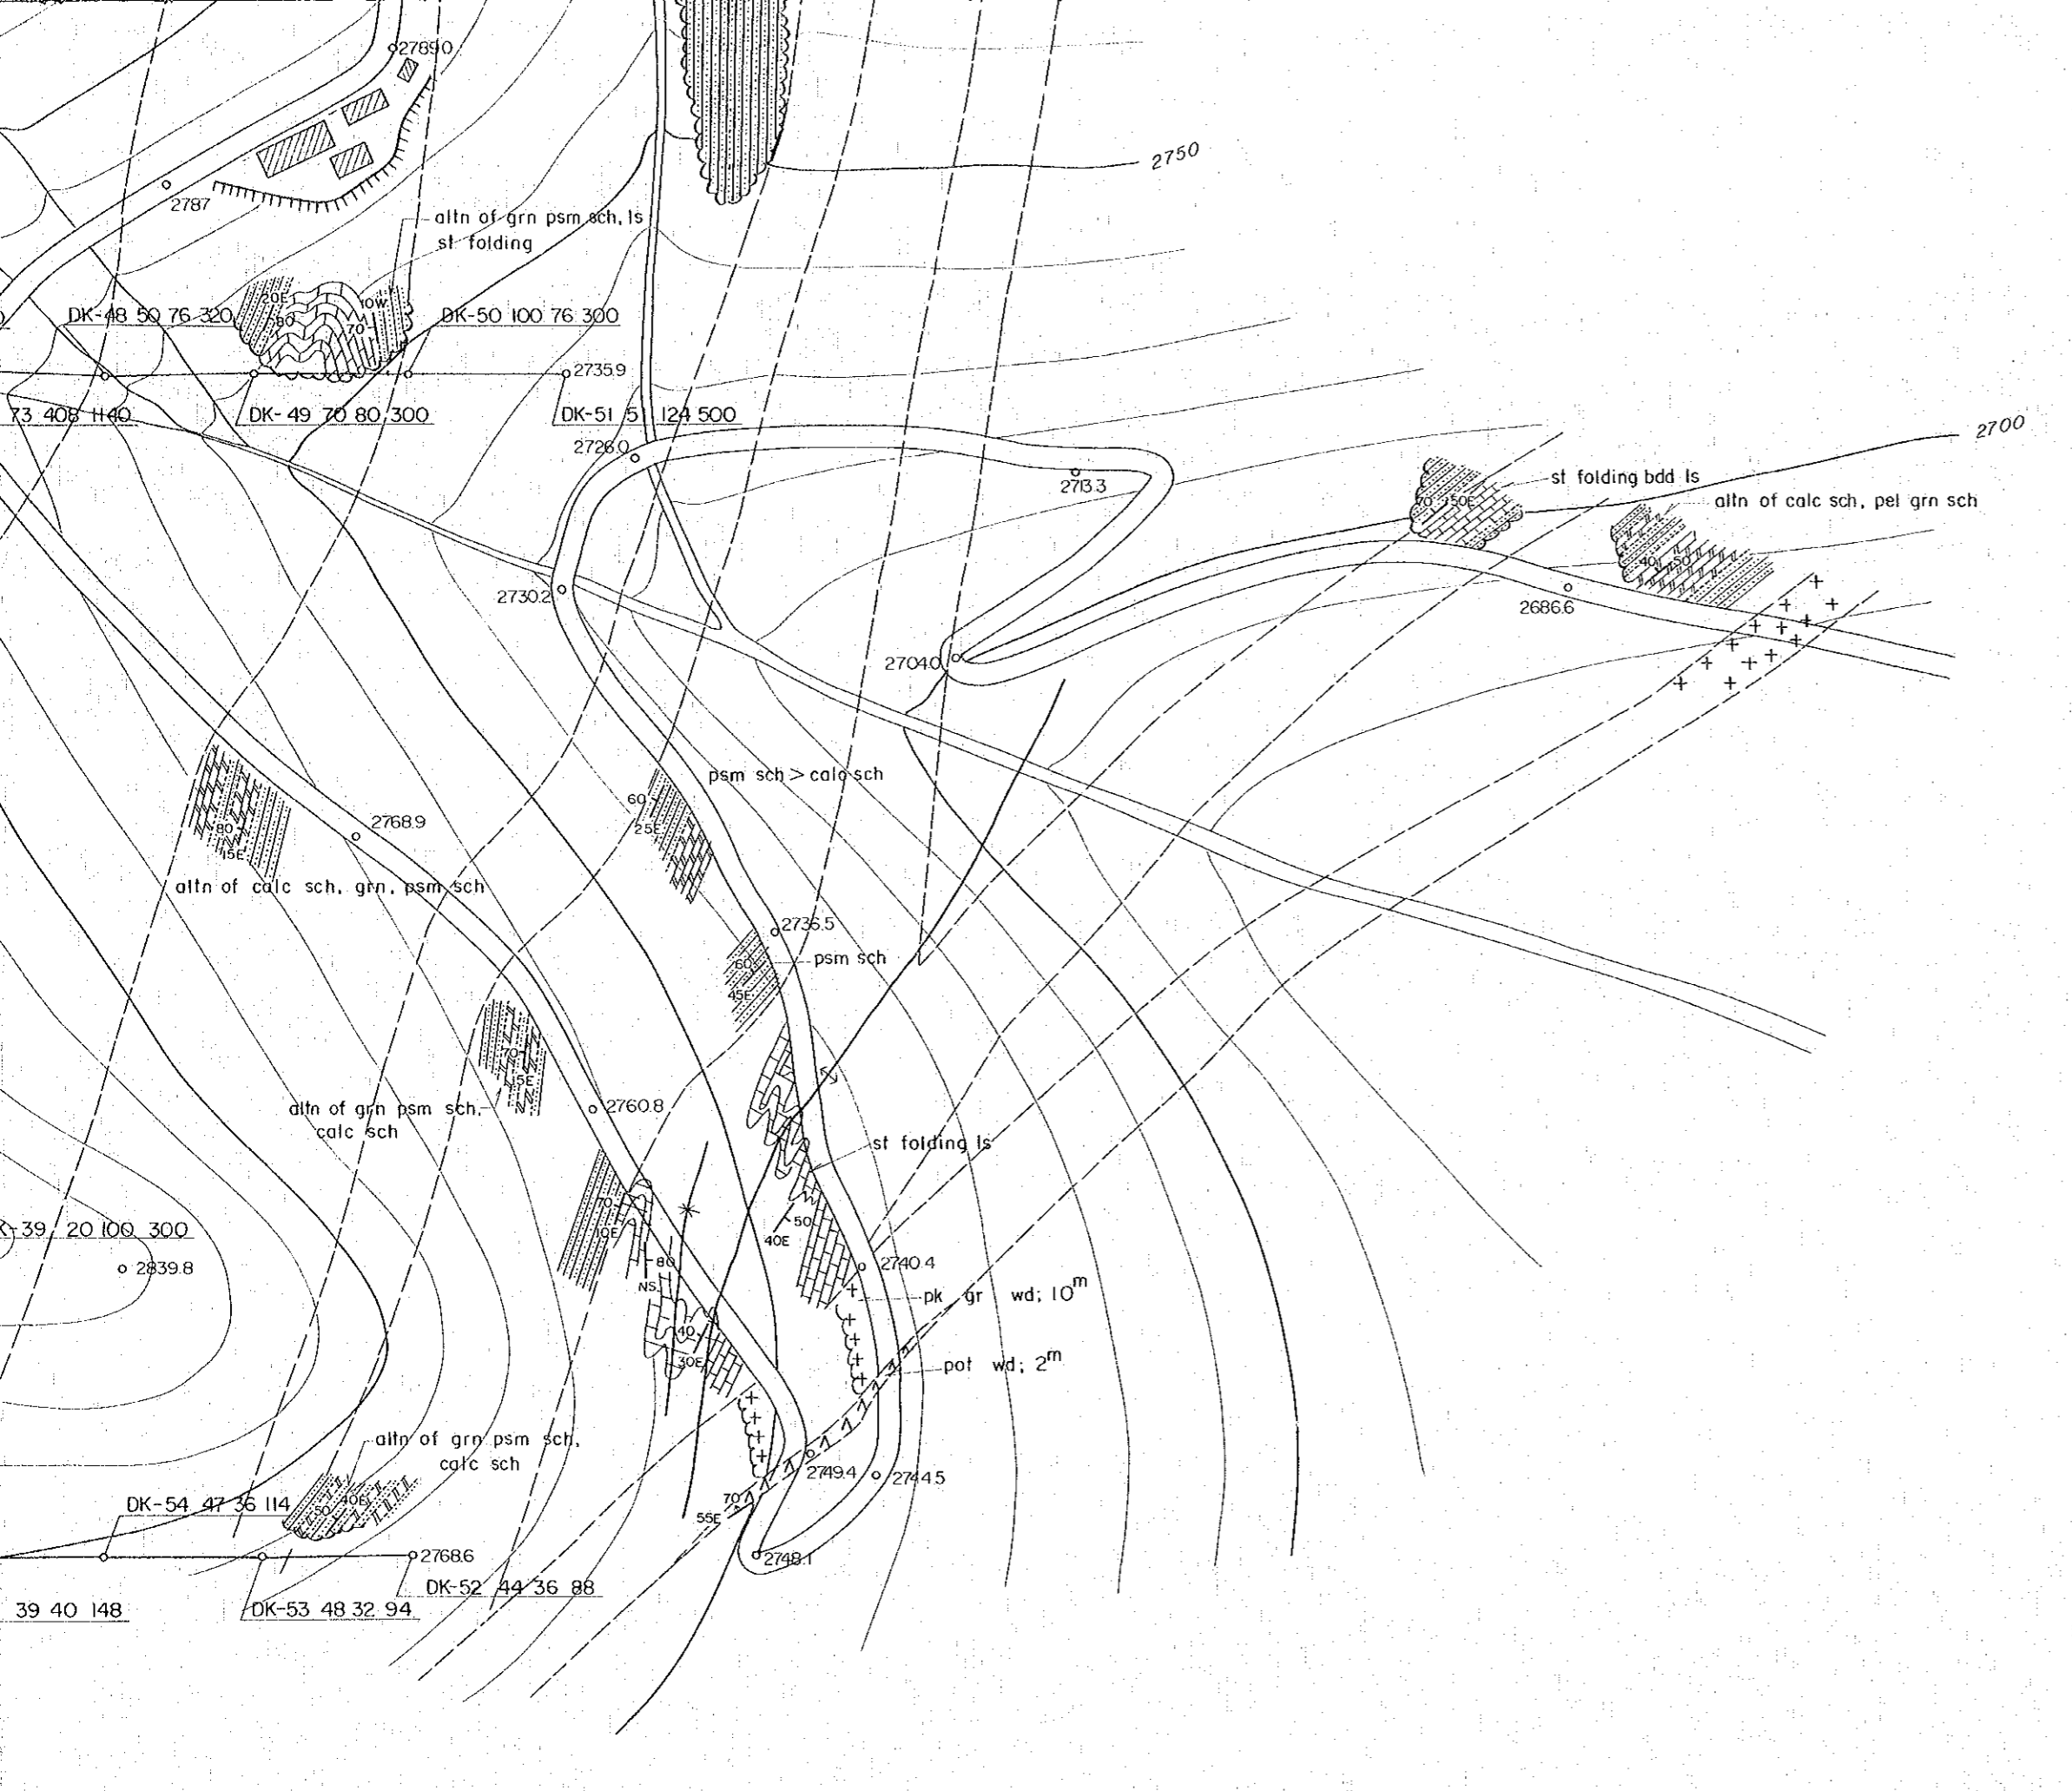 2789.0
2750
2787
altn of grn psm sch, ls
st folding
20E
80
70
10W
DK-48 50 76 320
DK-50 100 76 300
2735.9
73 408 1140
DK-49 70 80 300
DK-51 51 124 500
2726.0
2700
2713.3
st folding bdd ls
70 50E
altn of calc sch, pel grn sch
40 50
2730.2
2686.6
2704.0
psm sch > calc sch
60
25E
2768.9
80
15E
altn of calc sch, grn, psm sch
2736.5
psm sch
60
45E
70
15E
2760.8
altn of grn psm sch,
calc sch
st folding ls
70
10E
50
40E
K-39 20 100 300
2839.8
80
NS
2740.4
pk gr wd; 10m
40
30E
pot wd; 2m
altn of grn psm sch,
calc sch
2749.4
2744.5
DK-54 47 36 114
50 40E
70
55E
2768.6
2748.1
DK-52 44 36 88
39 40 148
DK-53 48 32 94